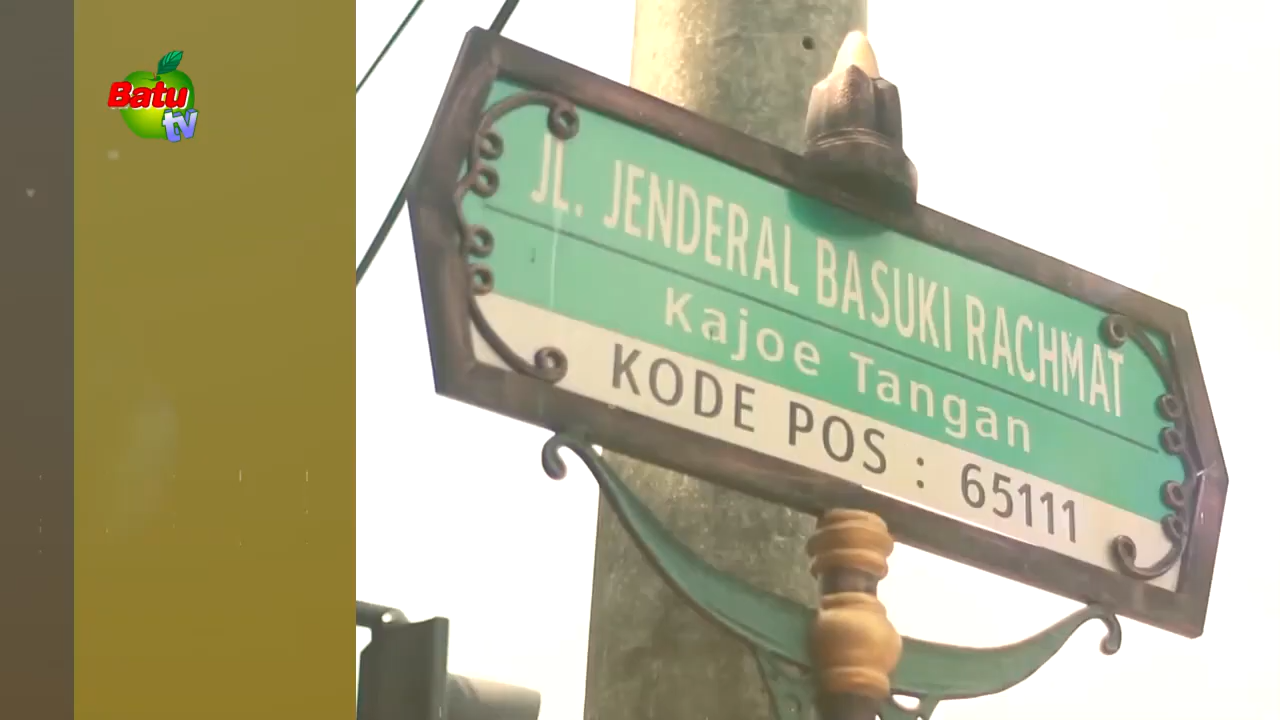 Batu
tv
JL. JENDERAL BASUKI RACHMAT
Kajoe Tangan
KODE POS : 65111